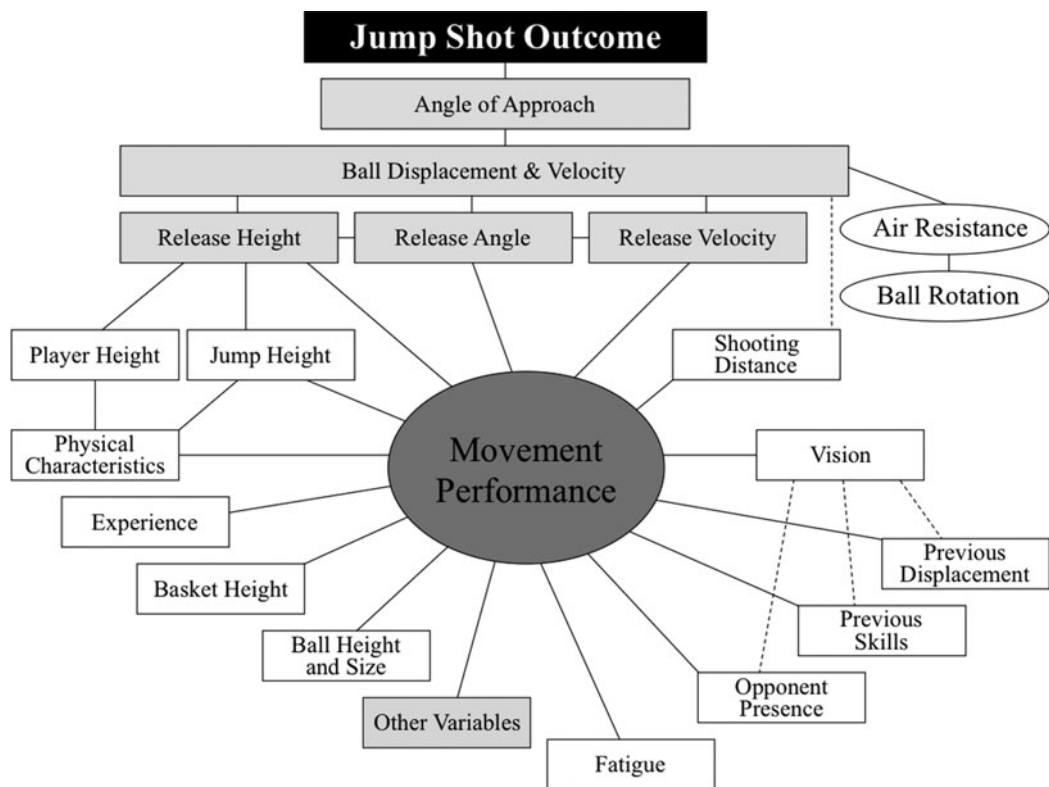 Jump Shot Outcome
Angle of Approach
Ball Displacement & Velocity
Release Height
Release Angle
Release Velocity
Air Resistance
Ball Rotation
Player Height
Jump Height
Shooting
Distance
Physical
Characteristics
Movement
Performance
Vision
Experience
Previous
Displacement
Basket Height
Previous
Skills
Ball Height
and Size
Opponent
Presence
Other Variables
Fatigue